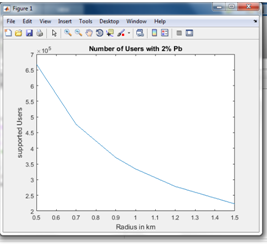 Figure 1
File Edit View Insert Tools Desktop Window Help
×10⁵
Number of Users with 2% Pb
7
6.5
6
5.5
5
4.5
4
3.5
3
2.5
2
supported Users
0.5 0.6 0.7 0.8 0.9 1 1.1 1.2 1.3 1.4 1.5
Radius in km